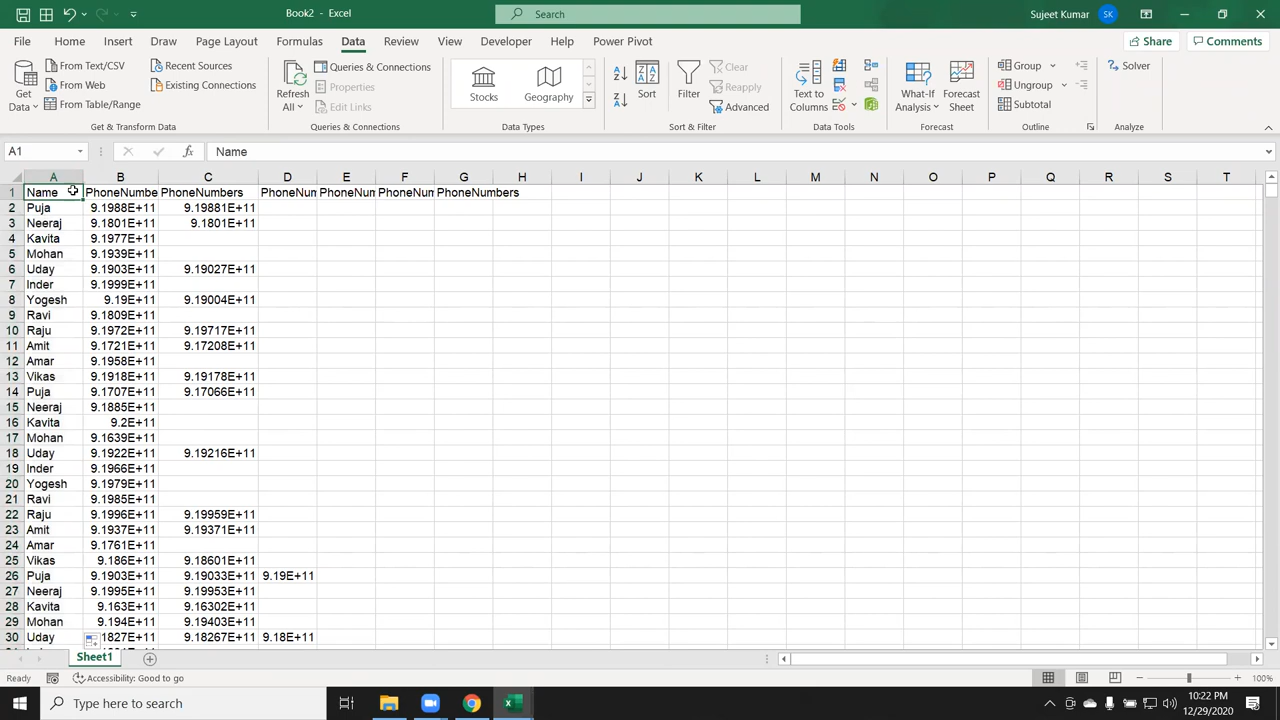 Book2 - Excel
Search
Sujeet Kumar
SK
File Home Insert Draw Page Layout Formulas Data Review View Developer Help Power Pivot
Share
Comments
Get Data
From Text/CSV
From Web
From Table/Range
Recent Sources
Existing Connections
Get & Transform Data
Refresh All
Queries & Connections
Properties
Edit Links
Queries & Connections
Stocks
Geography
Data Types
Sort
Filter
Clear
Reapply
Advanced
Sort & Filter
Text to Columns
Data Tools
What-If Analysis
Forecast Sheet
Forecast
Group
Ungroup
Subtotal
Outline
Solver
Analyze
A1
fx
Name
A B C D E F G H I J K L M N O P Q R S T
1 Name PhoneNumbe PhoneNumbers PhoneNum PhoneNum PhoneNum PhoneNumbers
2 Puja 9.1988E+11 9.19881E+11
3 Neeraj 9.1801E+11 9.1801E+11
4 Kavita 9.1977E+11
5 Mohan 9.1939E+11
6 Uday 9.1903E+11 9.19027E+11
7 Inder 9.1999E+11
8 Yogesh 9.19E+11 9.19004E+11
9 Ravi 9.1809E+11
10 Raju 9.1972E+11 9.19717E+11
11 Amit 9.1721E+11 9.17208E+11
12 Amar 9.1958E+11
13 Vikas 9.1918E+11 9.19178E+11
14 Puja 9.1707E+11 9.17066E+11
15 Neeraj 9.1885E+11
16 Kavita 9.2E+11
17 Mohan 9.1639E+11
18 Uday 9.1922E+11 9.19216E+11
19 Inder 9.1966E+11
20 Yogesh 9.1979E+11
21 Ravi 9.1985E+11
22 Raju 9.1996E+11 9.19959E+11
23 Amit 9.1937E+11 9.19371E+11
24 Amar 9.1761E+11
25 Vikas 9.186E+11 9.18601E+11
26 Puja 9.1903E+11 9.19033E+11 9.19E+11
27 Neeraj 9.1995E+11 9.19953E+11
28 Kavita 9.163E+11 9.16302E+11
29 Mohan 9.194E+11 9.19403E+11
30 Uday 1827E+11 9.18267E+11 9.18E+11
Sheet1
Ready
Accessibility: Good to go
100%
Type here to search
10:22 PM
12/29/2020